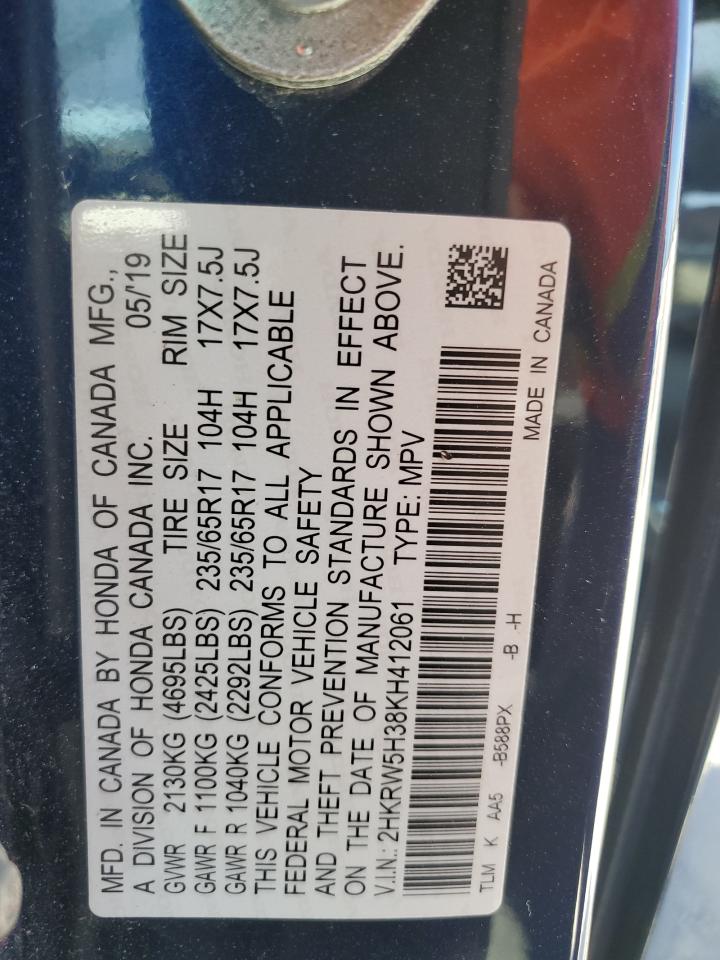 MFD. IN CANADA BY HONDA OF CANADA MFG.,
A DIVISION OF HONDA CANADA INC. 05/'19
GVWR 2130KG (4695LBS) TIRE SIZE RIM SIZE
GAWR F 1100KG (2425LBS) 235/65R17 104H 17X7.5J
GAWR R 1040KG (2292LBS) 235/65R17 104H 17X7.5J
THIS VEHICLE CONFORMS TO ALL APPLICABLE
FEDERAL MOTOR VEHICLE SAFETY
AND THEFT PREVENTION STANDARDS IN EFFECT
ON THE DATE OF MANUFACTURE SHOWN ABOVE.
V.I.N.: 2HKRW5H38KH412061 TYPE: MPV
TLM K AA5 -B588PX -B -H
MADE IN CANADA